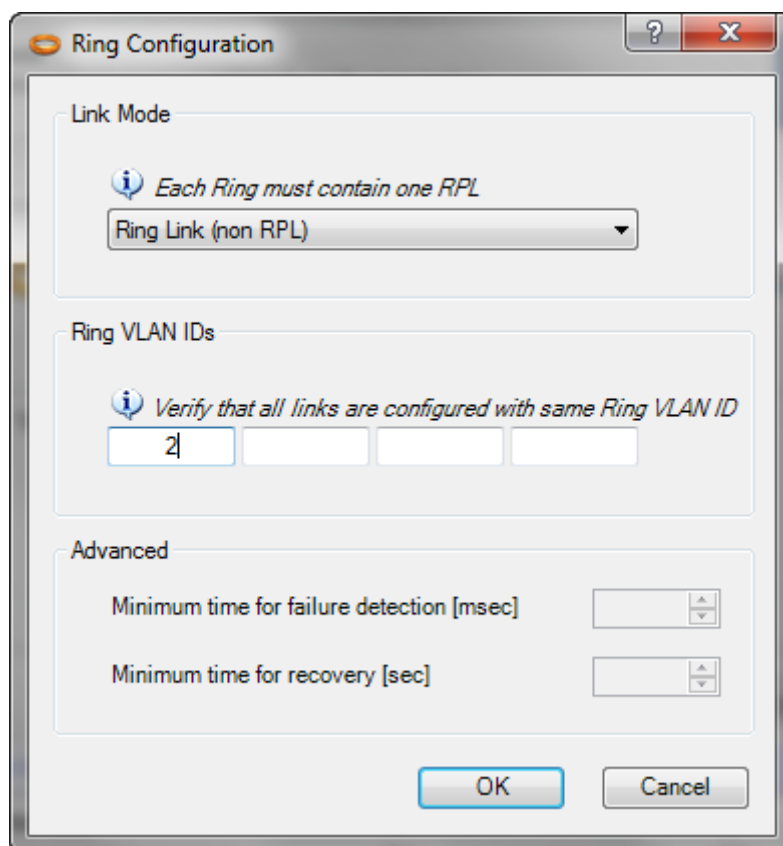 Ring Configuration
Link Mode
Each Ring must contain one RPL
Ring Link (non RPL)
Ring VLAN IDs
Verify that all links are configured with same Ring VLAN ID
2
Advanced
Minimum time for failure detection [msec]
Minimum time for recovery [sec]
OK Cancel